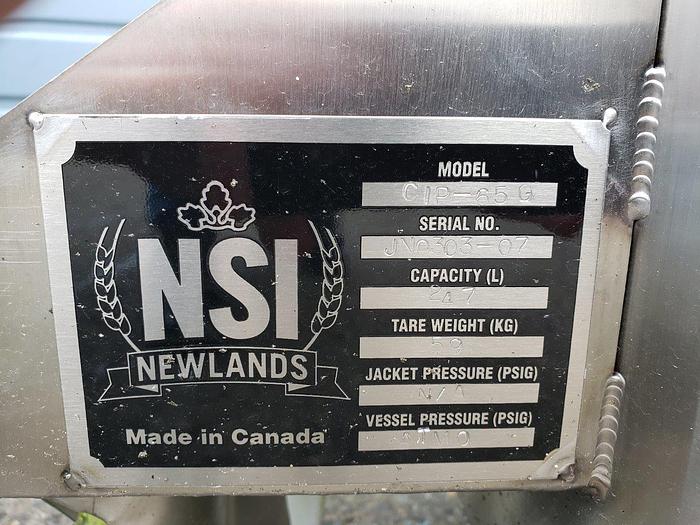 NSI
NEWLANDS
Made in Canada
MODEL
CIP-65G
SERIAL NO.
JN0303-07
CAPACITY (L)
247
TARE WEIGHT (KG)
JACKET PRESSURE (PSIG)
N/A
VESSEL PRESSURE (PSIG)